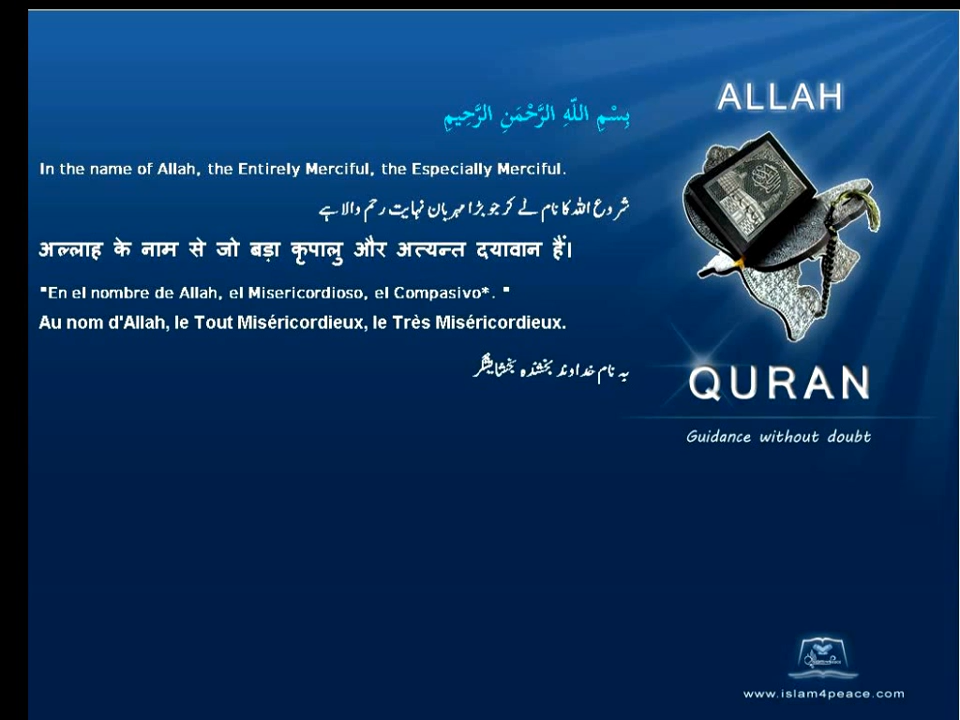 بِسْمِ اللّهِ الرَّحْمَنِ الرَّحِيمِ
In the name of Allah, the Entirely Merciful, the Especially Merciful.
شروع اللہ کا نام لے کر جو بڑا مہربان نہایت رحم والا ہے
अल्लाह के नाम से जो बड़ा कृपालु और अत्यन्त दयावान हैं।
"En el nombre de Allah, el Misericordioso, el Compasivo*. "
Au nom d'Allah, le Tout Miséricordieux, le Très Miséricordieux.
به نام خداوند بخشنده بخشایشگر
ALLAH
QURAN
Guidance without doubt
www.islam4peace.com